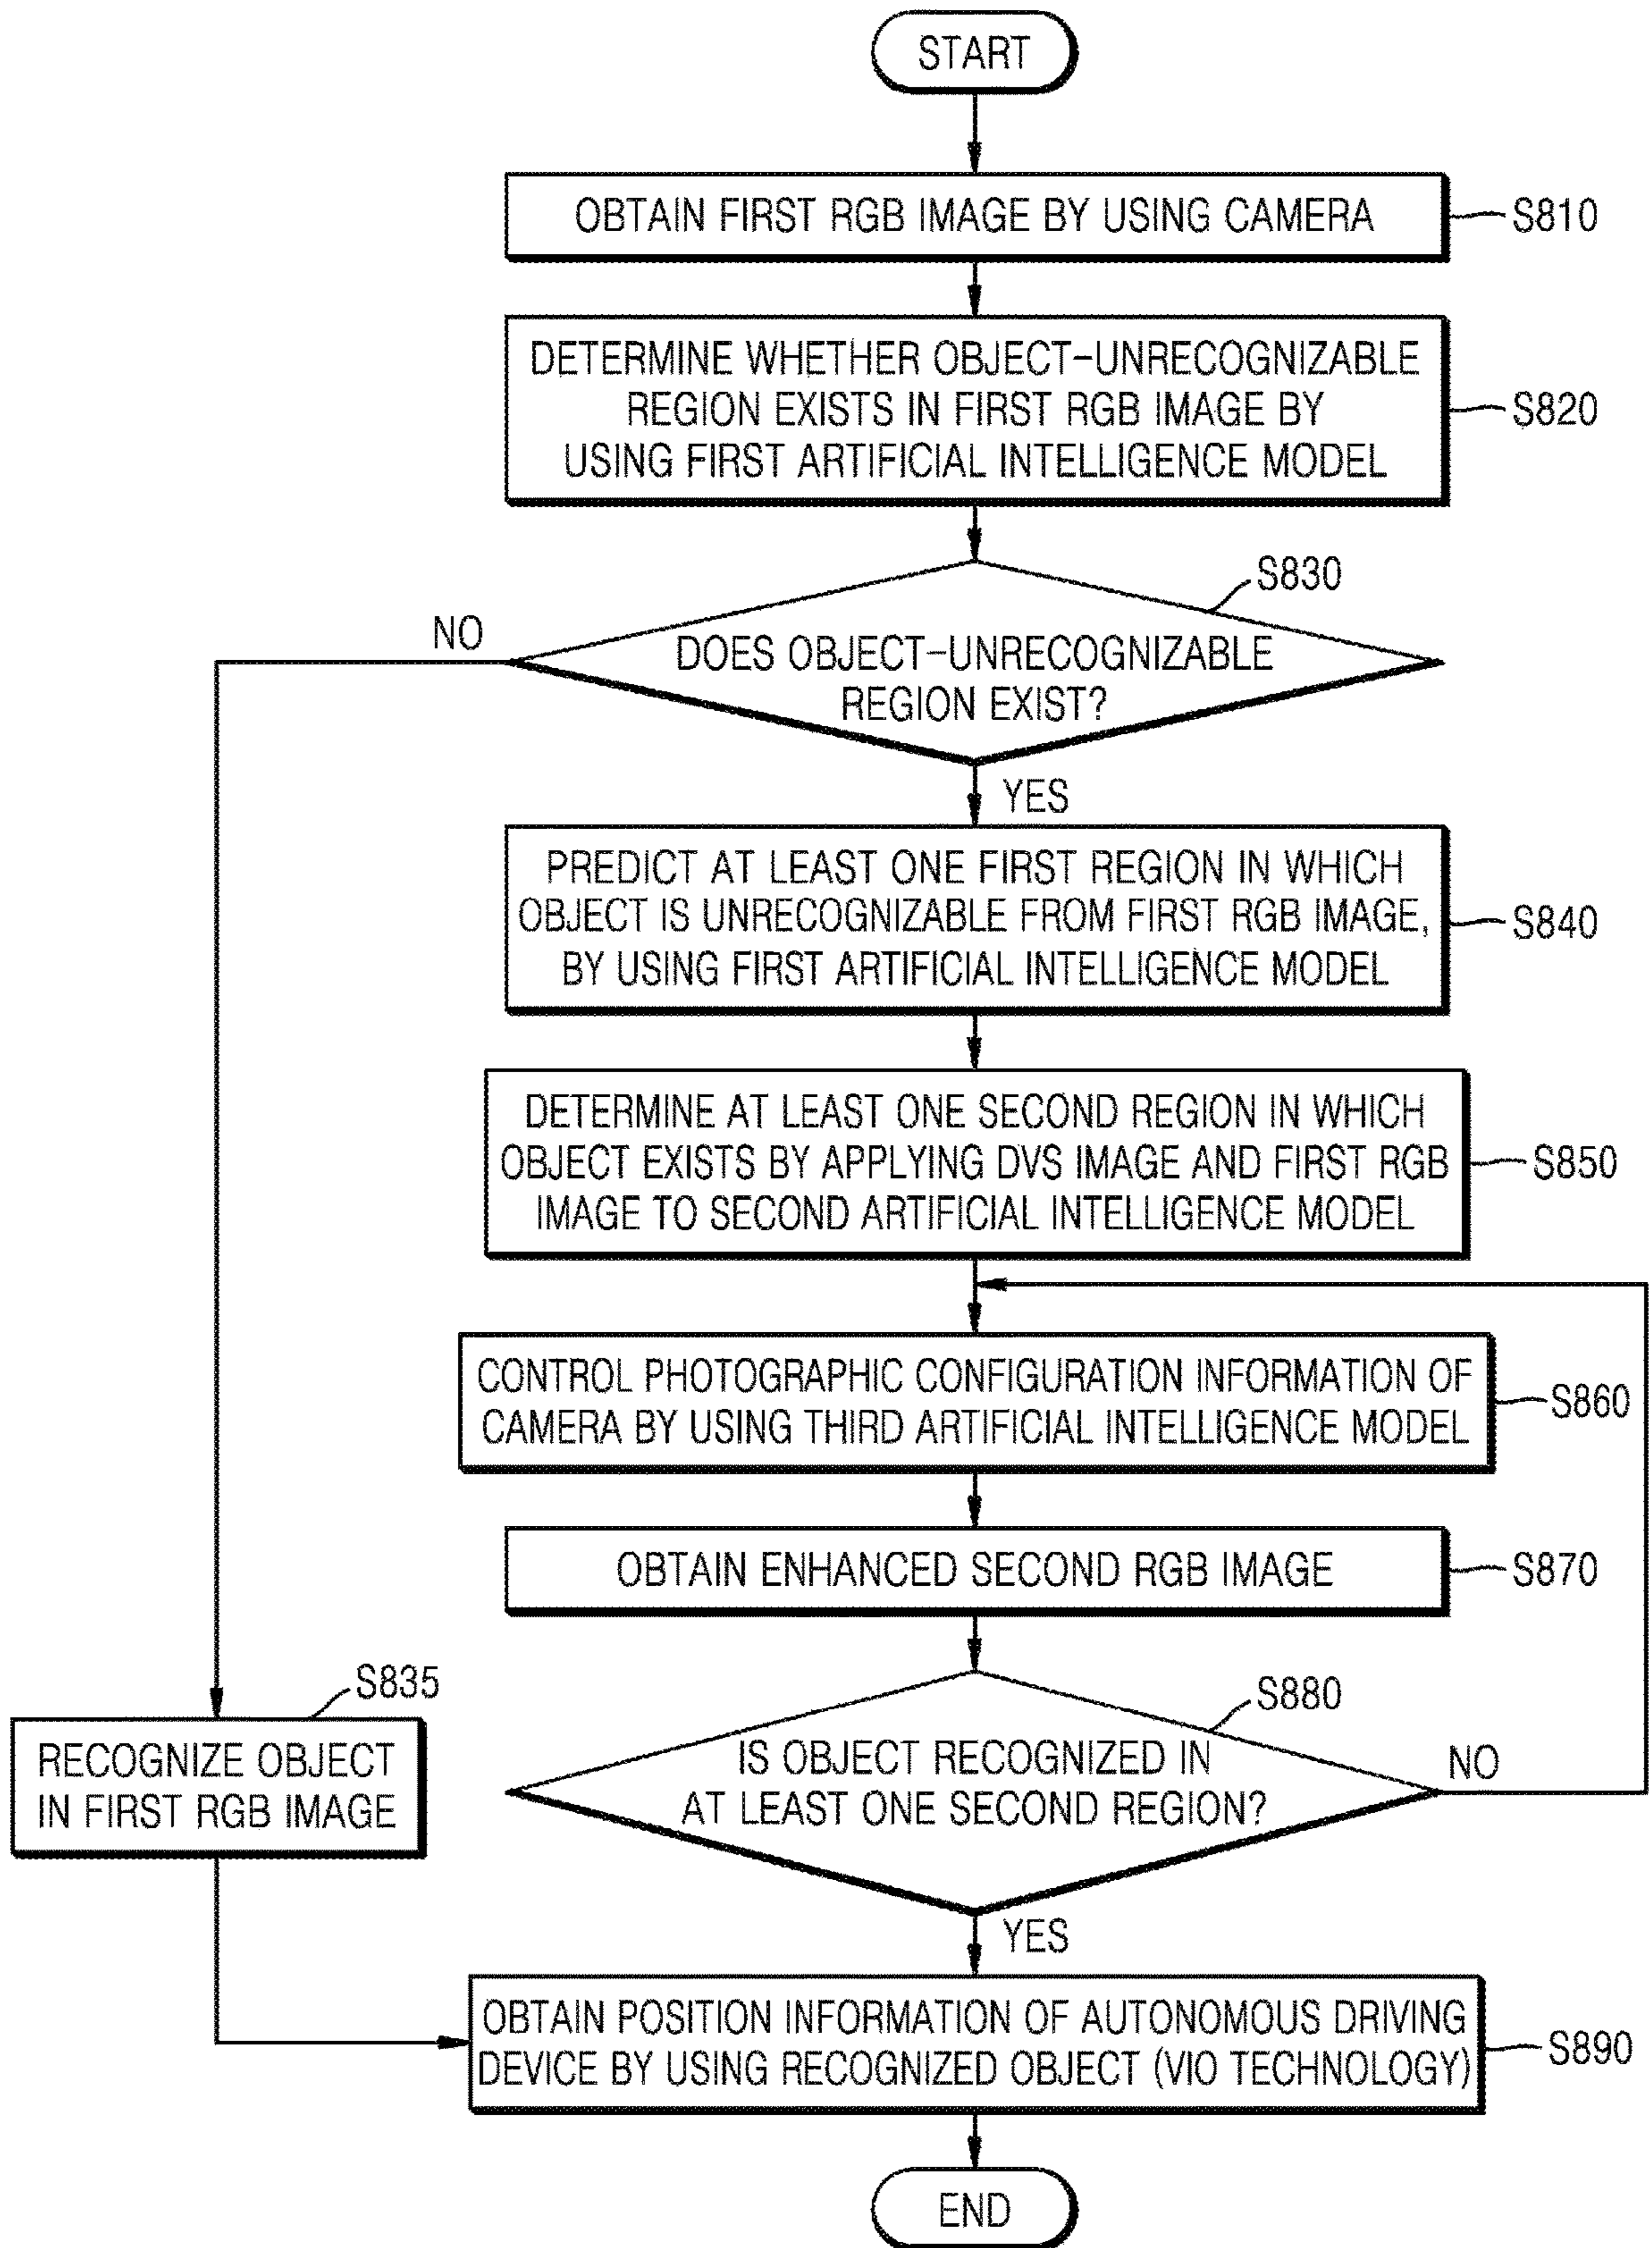 START
OBTAIN FIRST RGB IMAGE BY USING CAMERA
S810
DETERMINE WHETHER OBJECT-UNRECOGNIZABLE
REGION EXISTS IN FIRST RGB IMAGE BY
USING FIRST ARTIFICIAL INTELLIGENCE MODEL
S820
S830
NO
DOES OBJECT-UNRECOGNIZABLE
REGION EXIST?
YES
PREDICT AT LEAST ONE FIRST REGION IN WHICH
OBJECT IS UNRECOGNIZABLE FROM FIRST RGB IMAGE,
BY USING FIRST ARTIFICIAL INTELLIGENCE MODEL
S840
DETERMINE AT LEAST ONE SECOND REGION IN WHICH
OBJECT EXISTS BY APPLYING DVS IMAGE AND FIRST RGB
IMAGE TO SECOND ARTIFICIAL INTELLIGENCE MODEL
S850
CONTROL PHOTOGRAPHIC CONFIGURATION INFORMATION OF
CAMERA BY USING THIRD ARTIFICIAL INTELLIGENCE MODEL
S860
OBTAIN ENHANCED SECOND RGB IMAGE
S870
S835
RECOGNIZE OBJECT
IN FIRST RGB IMAGE
S880
IS OBJECT RECOGNIZED IN
AT LEAST ONE SECOND REGION?
NO
YES
OBTAIN POSITION INFORMATION OF AUTONOMOUS DRIVING
DEVICE BY USING RECOGNIZED OBJECT (VIO TECHNOLOGY)
S890
END